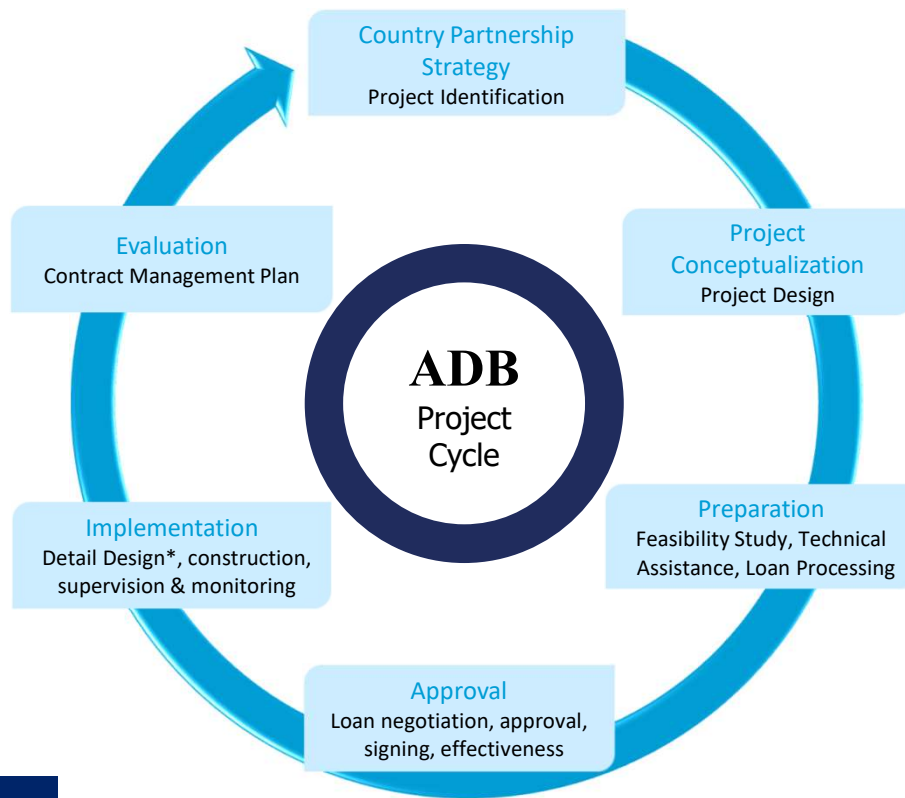 Country Partnership
Strategy
Project Identification
Project
Conceptualization
Project Design
Preparation
Feasibility Study, Technical
Assistance, Loan Processing
Approval
Loan negotiation, approval,
signing, effectiveness
Implementation
Detail Design*, construction,
supervision & monitoring
Evaluation
Contract Management Plan
ADB
Project
Cycle